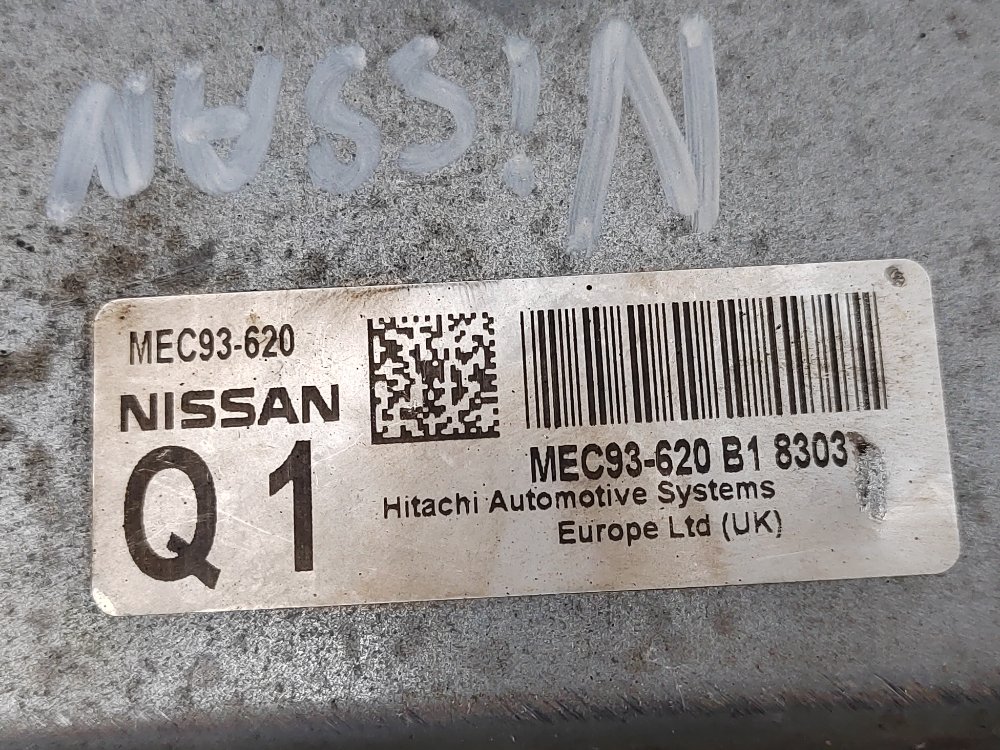 NiSSAN
MEC93-620
NISSAN
Q1
MEC93-620 B1 8303
Hitachi Automotive Systems
Europe Ltd (UK)